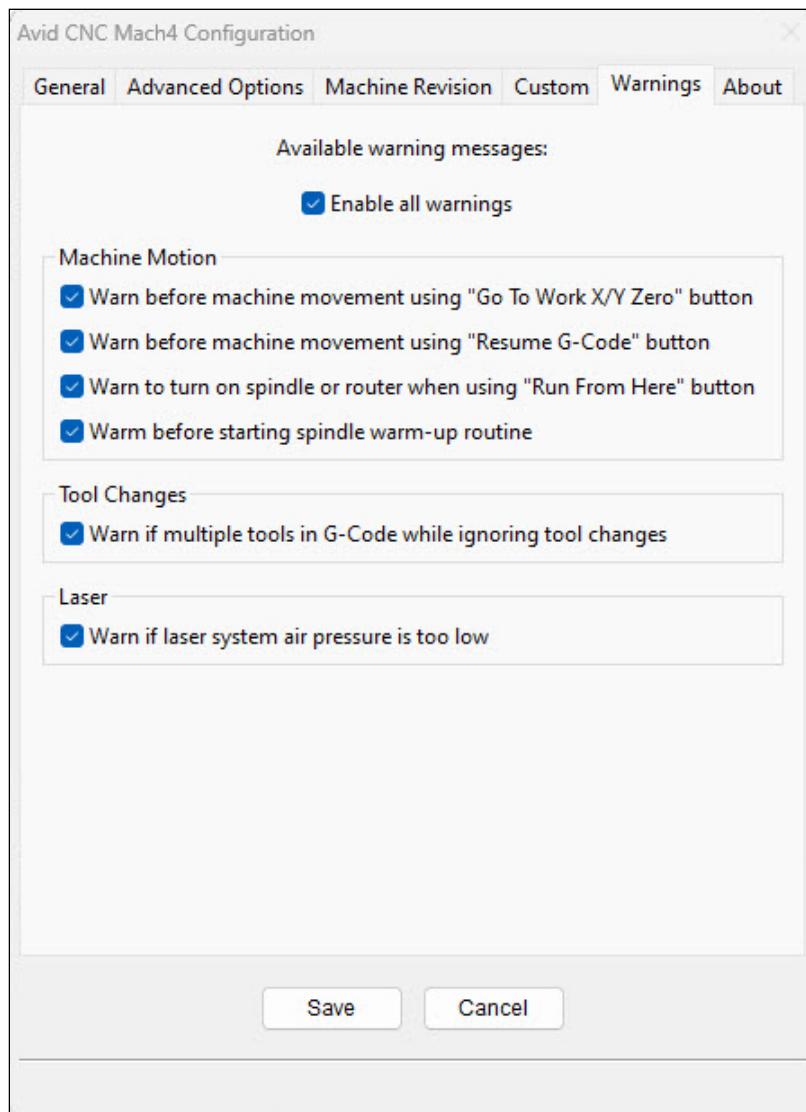 Avid CNC Mach4 Configuration
General Advanced Options Machine Revision Custom Warnings About
Available warning messages:
Enable all warnings
Machine Motion
Warn before machine movement using "Go To Work X/Y Zero" button
Warn before machine movement using "Resume G-Code" button
Warn to turn on spindle or router when using "Run From Here" button
Warm before starting spindle warm-up routine
Tool Changes
Warn if multiple tools in G-Code while ignoring tool changes
Laser
Warn if laser system air pressure is too low
Save Cancel